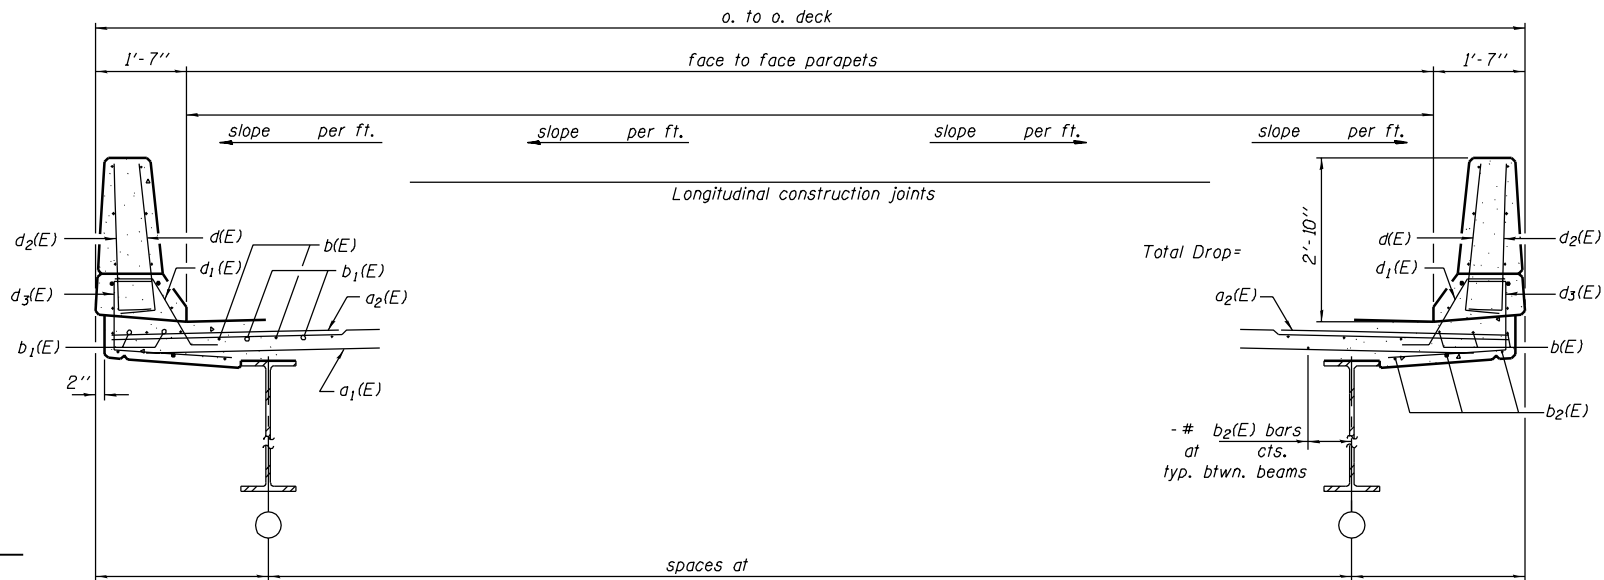 o. to o. deck
1'-7"
face to face parapets
1'-7"
slope per ft.
slope per ft.
slope per ft.
slope per ft.
Longitudinal construction joints
d2(E)
d(E)
b(E)
d1(E)
b1(E)
d3(E)
a2(E)
b1(E)
2"
a1(E)
Total Drop=
2'-10"
d(E)
d2(E)
d1(E)
a2(E)
d3(E)
b(E)
b2(E)
- # b2(E) bars
at cts.
typ. btwn. beams
spaces at